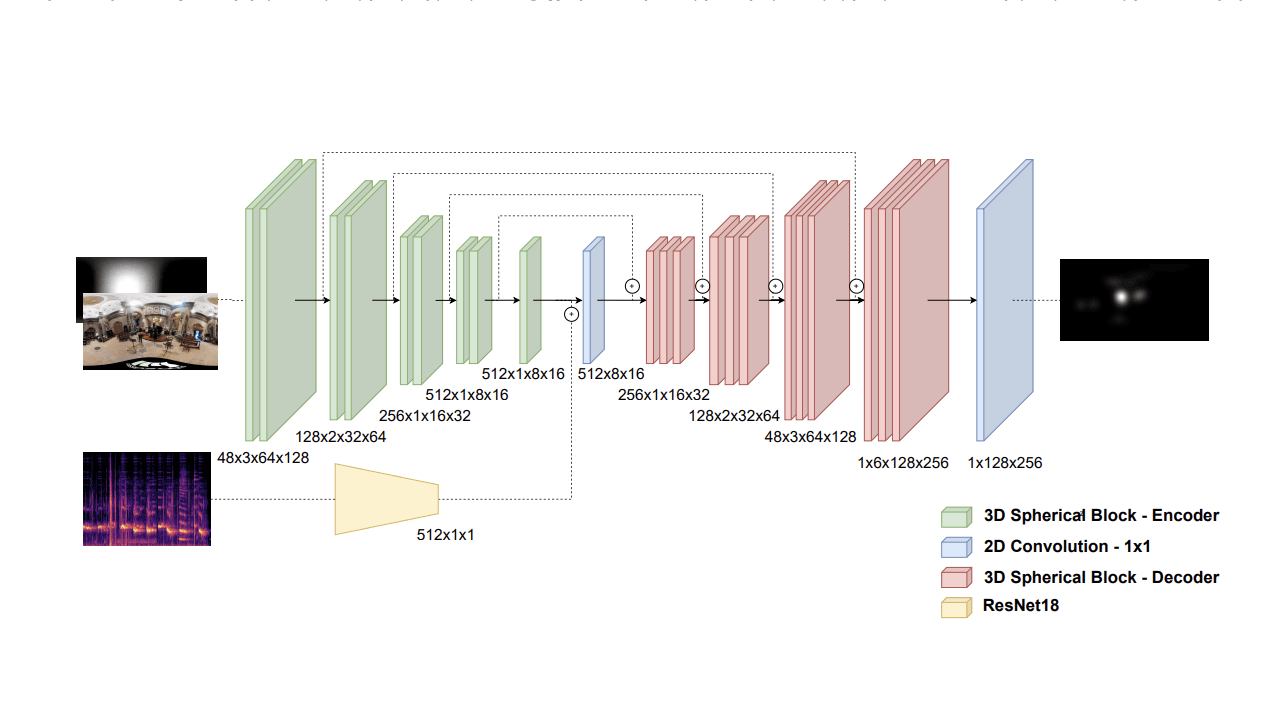 512x1x8x16
512x8x16
512x1x8x16
256x1x16x32
256x1x16x32
128x2x32x64
128x2x32x64
48x3x64x128
48x3x64x128
1x6x128x256
1x128x256
512x1x1
3D Spherical Block - Encoder
2D Convolution - 1x1
3D Spherical Block - Decoder
ResNet18